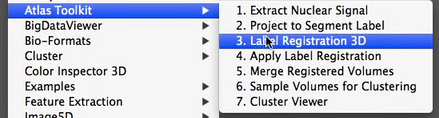 Atlas Toolkit
BigDataViewer
Bio-Formats
Cluster
Color Inspector 3D
Examples
Feature Extraction
Image5D
1. Extract Nuclear Signal
2. Project to Segment Label
3. Label Registration 3D
4. Apply Label Registration
5. Merge Registered Volumes
6. Sample Volumes for Clustering
7. Cluster Viewer